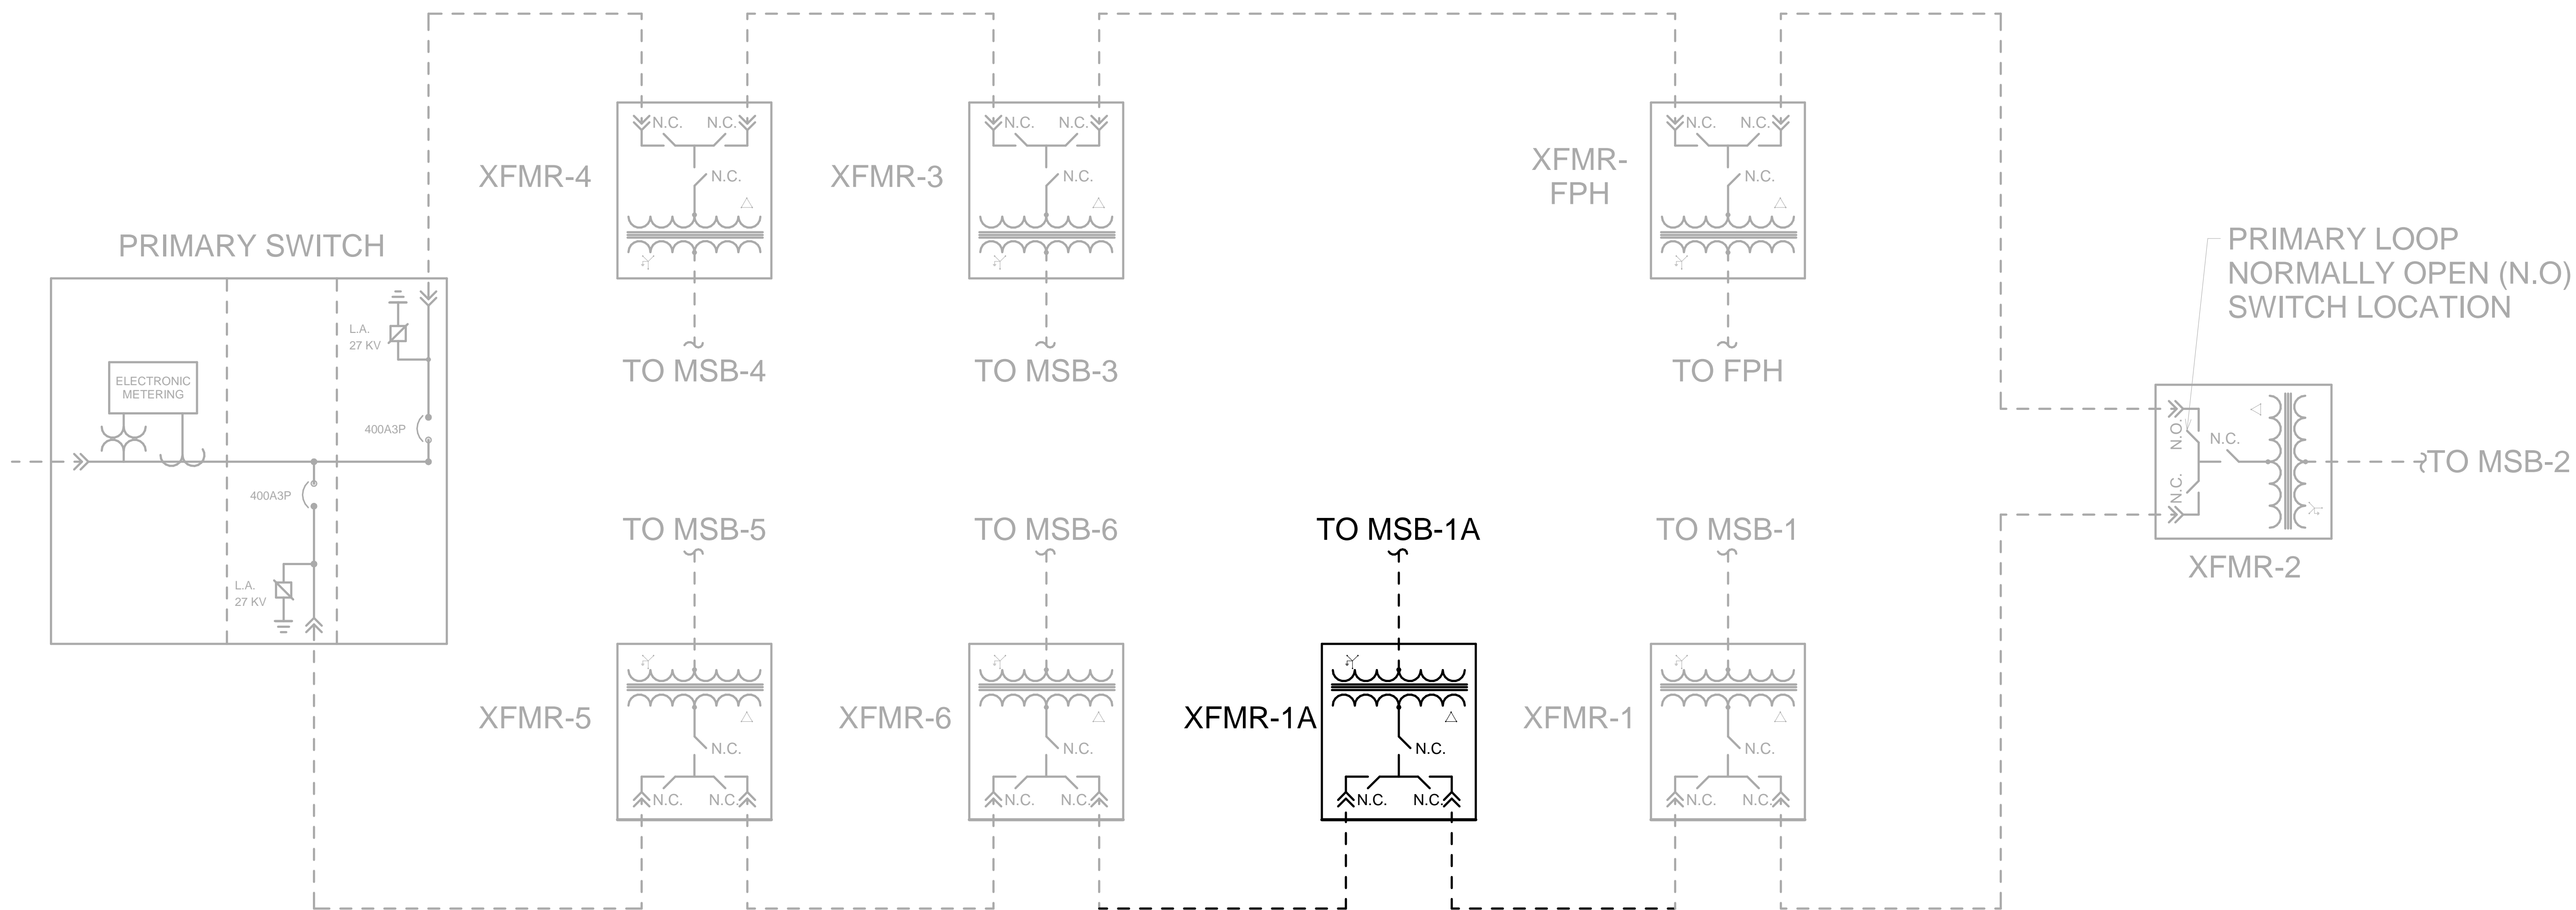 XFMR-4
N.C. N.C.
N.C.
TO MSB-4
XFMR-3
N.C. N.C.
N.C.
TO MSB-3
XFMR-
FPH
N.C. N.C.
N.C.
TO FPH
PRIMARY SWITCH
L.A.
27 KV
ELECTRONIC
METERING
400A3P
400A3P
L.A.
27 KV
PRIMARY LOOP
NORMALLY OPEN (N.O)
SWITCH LOCATION
N.O.
N.C.
N.C.
TO MSB-2
XFMR-2
TO MSB-5
XFMR-5
N.C.
N.C. N.C.
TO MSB-6
XFMR-6
N.C.
N.C. N.C.
TO MSB-1A
XFMR-1A
N.C.
N.C. N.C.
TO MSB-1
XFMR-1
N.C.
N.C. N.C.